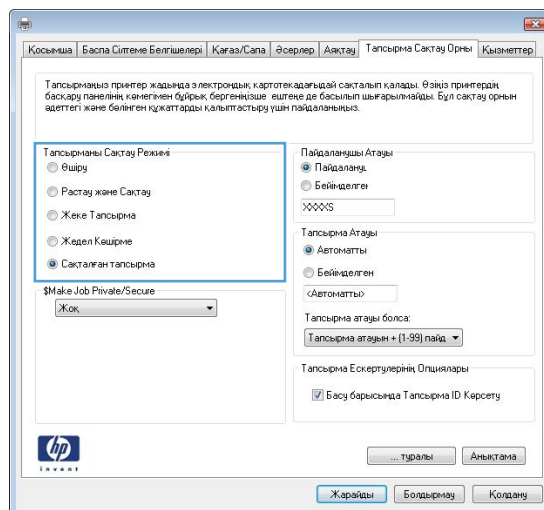 Қосымша Баспа Сілтеме Белгішелері Қағаз/Сапа Әсерлер Аяқтау Тапсырма Сақтау Орны Қызметтер
Тапсырмаңыз принтер жадында электрондық картотекадағыдай сақталып қалады. Өзіңіз принтердің
басқару панелінің көмегімен бұйрық бергеніңізше ештеңе де басылып шығарылмайды. Бұл сақтау орнын
әдеттегі және бөлінген құжаттарды қалыптастыру үшін пайдаланыңыз.
Тапсырманы Сақтау Режимі
Өшіру
Растау және Сақтау
Жеке Тапсырма
Жедел Көшірме
Сақталған тапсырма
$Make Job Private/Secure
Жоқ
Пайдаланушы Атауы
Пайдалану
Бейімделген
XXXXS
Тапсырма Атауы
Автоматты
Бейімделген
<Автоматты>
Тапсырма атауы болса:
Тапсырма атауын + (1-99) пайд
Тапсырма Ескертулерінің Опциялары
Басу барысында Тапсырма ID Көрсету
hp
invent
... туралы Анықтама
Жарайды Болдырмау Қолдану